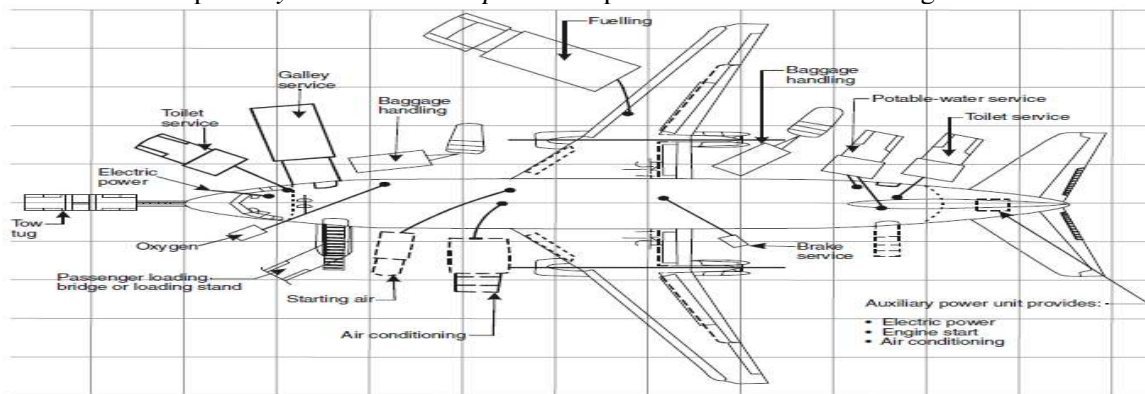 Fuelling
Galley
service
Baggage
handling
Toilet
service
Electric
power
Tow
tug
Oxygen
Passenger loading
bridge or loading stand
Starting air
Air conditioning
Baggage
handling
Potable-water service
Toilet service
Brake
service
Auxiliary power unit provides:
• Electric power
• Engine start
• Air conditioning